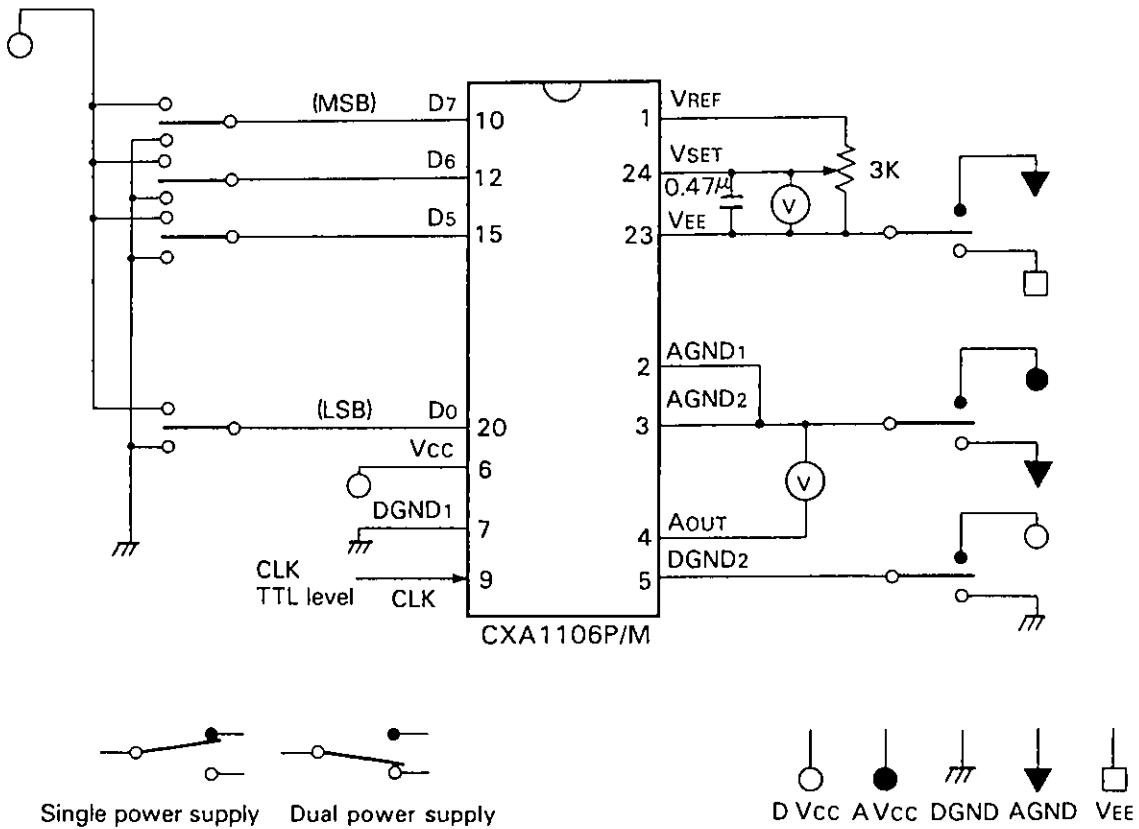 (MSB) D7
10
D6
12
D5
15
(LSB) D0
20
VCC
6
DGND1
7
CLK
TTL level
CLK
9
1
VREF
24
VSET
0.47µ
V
3K
VEE
23
2
AGND1
AGND2
3
V
4
AOUT
DGND2
5
CXA1106P/M
Single power supply
Dual power supply
D VCC
A VCC
DGND
AGND
VEE